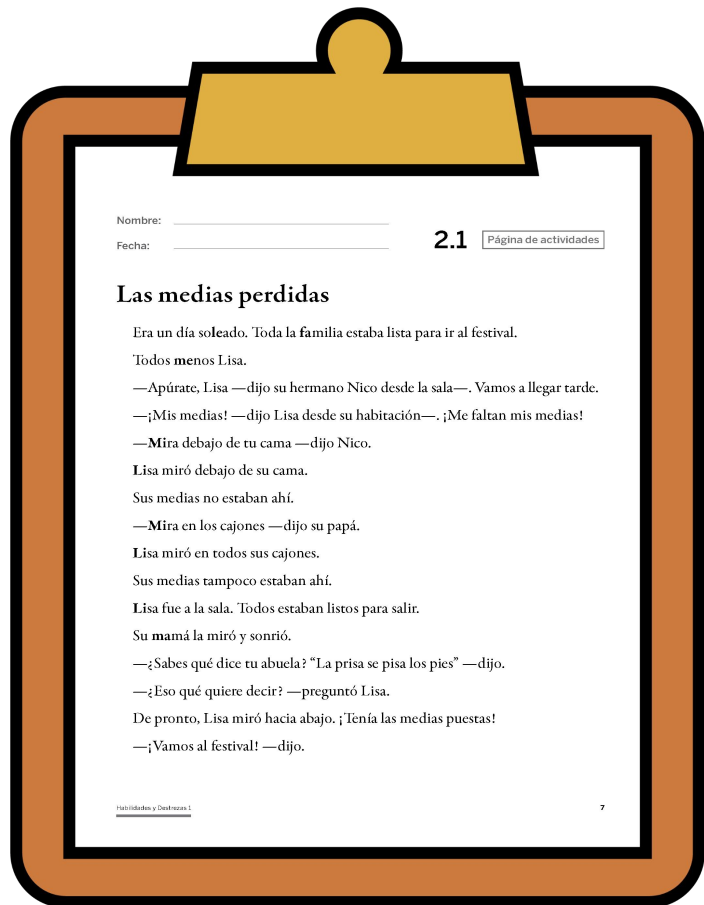 Nombre:
Fecha:
2.1 Página de actividades
Las medias perdidas
Era un día soleado. Toda la familia estaba lista para ir al festival.
Todos menos Lisa.
—Apúrate, Lisa —dijo su hermano Nico desde la sala—. Vamos a llegar tarde.
—¡Mis medias! —dijo Lisa desde su habitación—. ¡Me faltan mis medias!
—Mira debajo de tu cama —dijo Nico.
Lisa miró debajo de su cama.
Sus medias no estaban ahí.
—Mira en los cajones —dijo su papá.
Lisa miró en todos sus cajones.
Sus medias tampoco estaban ahí.
Lisa fue a la sala. Todos estaban listos para salir.
Su mamá la miró y sonrió.
—¿Sabes qué dice tu abuela? “La prisa se pisa los pies” —dijo.
—¿Eso qué quiere decir? —preguntó Lisa.
De pronto, Lisa miró hacia abajo. ¡Tenía las medias puestas!
—¡Vamos al festival! —dijo.
Habilidades y Destrezas 1
7